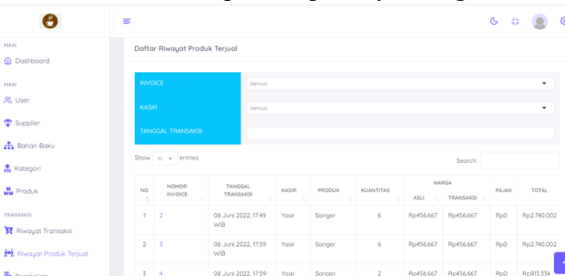 MAIN
Dashboard
MAIN
User
Supplier
Bahan Baku
Kategori
Produk
TRANSAKSI
Riwayat Transaksi
Riwayat Produk Terjual
Daftar Riwayat Produk Terjual
INVOICE Semua
KASIR Semua
TANGGAL TRANSAKSI
Show entries Search:
NO NOMOR INVOICE TANGGAL TRANSAKSI KASIR PRODUK KUANTITAS HARGA PAJAK TOTAL
ASLI TRANSAKSI
1 2 08 Juni 2022, 17:49 WIB Yasir Songer 6 Rp456.667 Rp456.667 Rp0 Rp2.740.002
2 3 08 Juni 2022, 17:59 WIB Yasir Songer 6 Rp456.667 Rp456.667 Rp0 Rp2.740.002
3 4 08 Juni 2022, 17:59 Yasir Songer 2 Rp456.667 Rp456.667 Rp0 Rp913.334